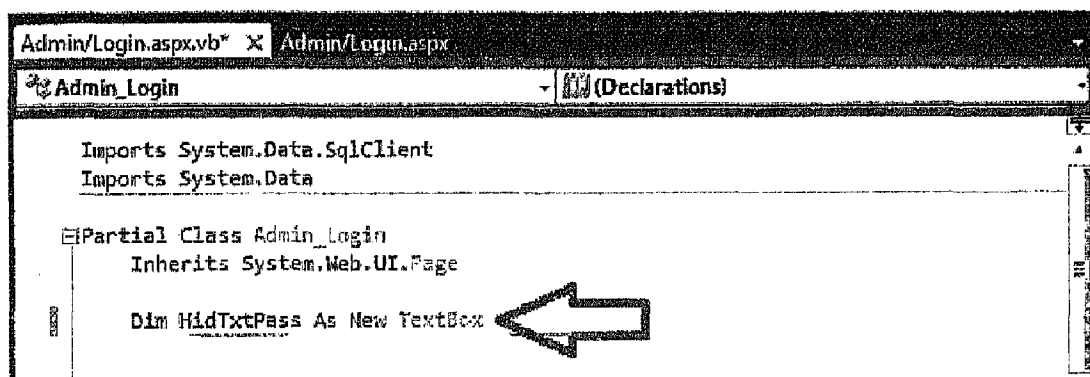 Admin/Login.aspx.vb* X Admin/Login.aspx
Admin_Login (Declarations)
Imports System.Data.SqlClient
Imports System.Data
Partial Class Admin_Login
Inherits System.Web.UI.Page
Dim HidTxtPass As New TextBox